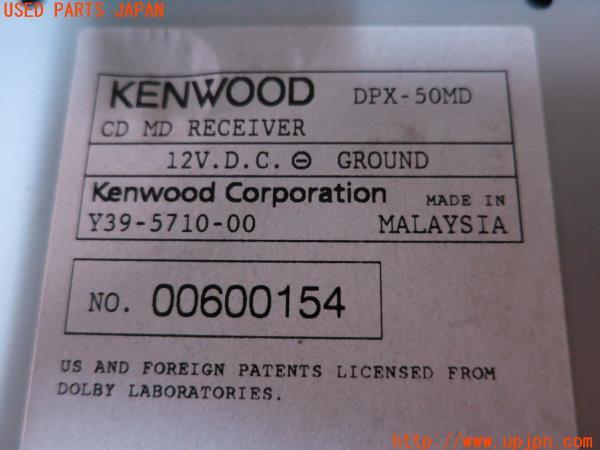 USED PARTS JAPAN
KENWOOD DPX-50MD
CD MD RECEIVER
12V.D.C. ⊖ GROUND
Kenwood Corporation MADE IN
Y39-5710-00 MALAYSIA
NO. 00600154
US AND FOREIGN PATENTS LICENSED FROM
DOLBY LABORATORIES.
http://www.upjpn.com